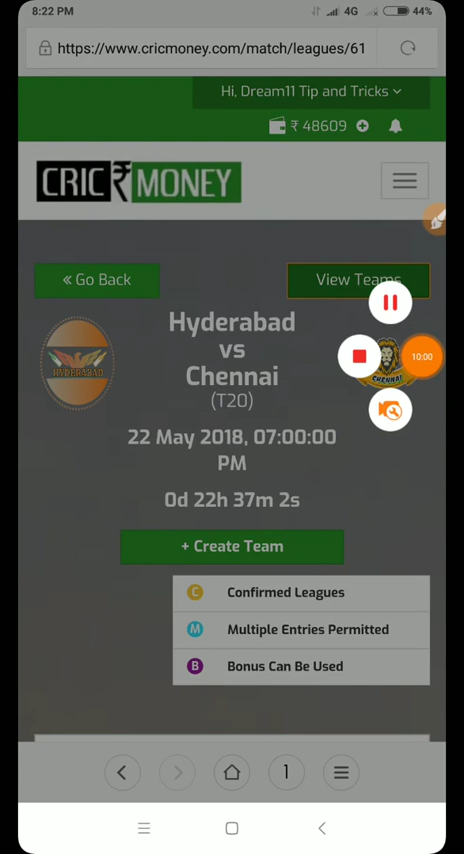 8:22 PM 4G 44%
https://www.cricmoney.com/match/leagues/61
Hi, Dream11 Tip and Tricks
₹ 48609
CRIC₹MONEY
« Go Back
View Teams
Hyderabad
vs
Chennai
(T20)
HYDERABAD
CHENNAI
10:00
22 May 2018, 07:00:00
PM
0d 22h 37m 2s
+ Create Team
C Confirmed Leagues
M Multiple Entries Permitted
B Bonus Can Be Used
1